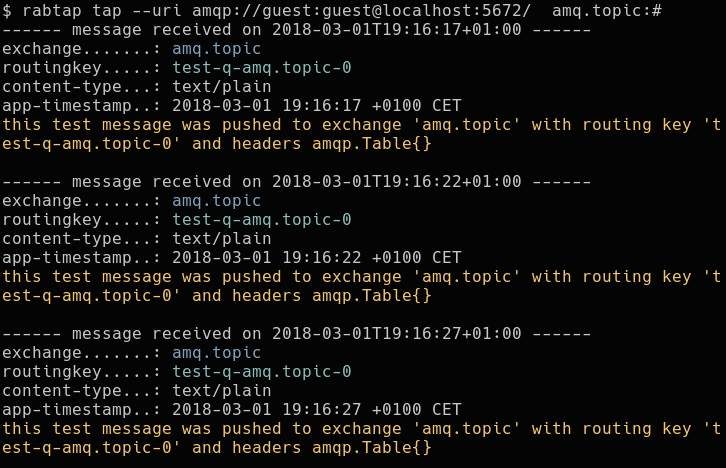 $ rabtap tap --uri amqp://guest:guest@localhost:5672/  amq.topic:#
------ message received on 2018-03-01T19:16:17+01:00 ------
exchange.......: amq.topic
routingkey.....: test-q-amq.topic-0
content-type...: text/plain
app-timestamp..: 2018-03-01 19:16:17 +0100 CET
this test message was pushed to exchange 'amq.topic' with routing key 't
est-q-amq.topic-0' and headers amqp.Table{}

------ message received on 2018-03-01T19:16:22+01:00 ------
exchange.......: amq.topic
routingkey.....: test-q-amq.topic-0
content-type...: text/plain
app-timestamp..: 2018-03-01 19:16:22 +0100 CET
this test message was pushed to exchange 'amq.topic' with routing key 't
est-q-amq.topic-0' and headers amqp.Table{}

------ message received on 2018-03-01T19:16:27+01:00 ------
exchange.......: amq.topic
routingkey.....: test-q-amq.topic-0
content-type...: text/plain
app-timestamp..: 2018-03-01 19:16:27 +0100 CET
this test message was pushed to exchange 'amq.topic' with routing key 't
est-q-amq.topic-0' and headers amqp.Table{}